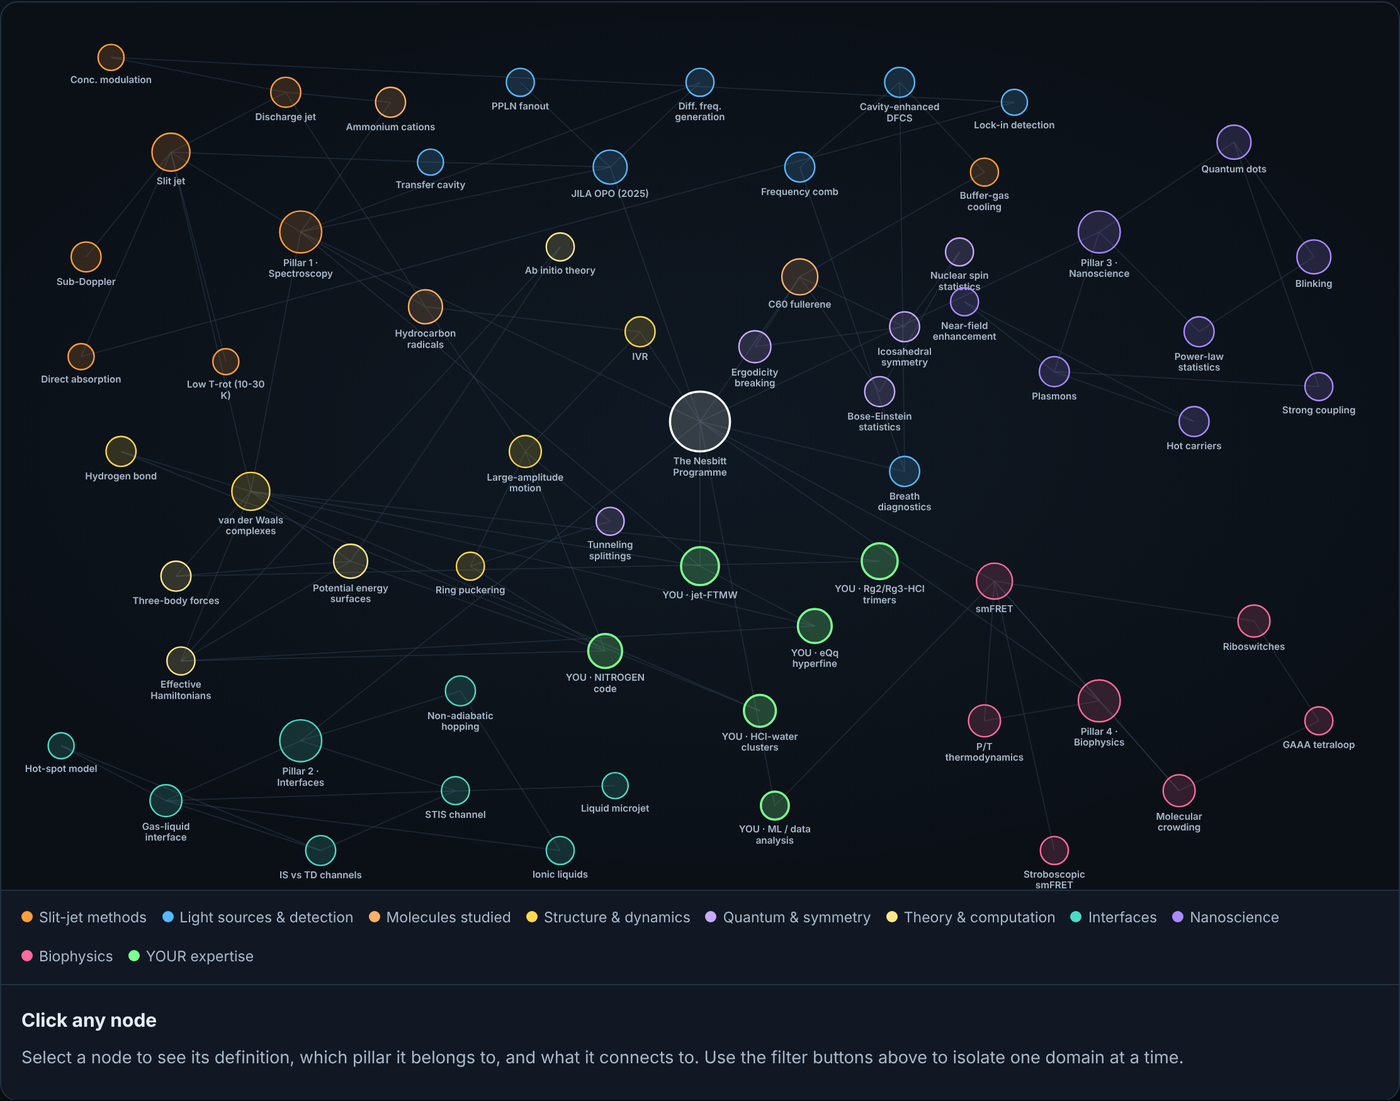 Conc. modulation
Discharge jet
Ammonium cations
PPLN fanout
Diff. freq.
generation
Cavity-enhanced
DFCS
Lock-in detection
Slit jet
Transfer cavity
JILA OPO (2025)
Frequency comb
Buffer-gas
cooling
Quantum dots
Sub-Doppler
Pillar 1 ·
Spectroscopy
Ab initio theory
C60 fullerene
Nuclear spin
statistics
Pillar 3 ·
Nanoscience
Blinking
Direct absorption
Low T-rot (10-30
K)
Hydrocarbon
radicals
IVR
Ergodicity
breaking
Icosahedral
symmetry
Near-field
enhancement
Power-law
statistics
Plasmons
Strong coupling
Bose-Einstein
statistics
Hot carriers
Hydrogen bond
van der Waals
complexes
Large-amplitude
motion
The Nesbitt
Programme
Breath
diagnostics
Tunneling
splittings
Three-body forces
Potential energy
surfaces
Ring puckering
YOU · jet-FTMW
YOU · Rg2/Rg3-HCl
trimers
smFRET
Riboswitches
Effective
Hamiltonians
YOU · NITROGEN
code
YOU · eQq
hyperfine
Non-adiabatic
hopping
YOU · HCl-water
clusters
P/T
thermodynamics
Pillar 4 ·
Biophysics
GAAA tetraloop
Hot-spot model
Pillar 2 ·
Interfaces
Gas-liquid
interface
STIS channel
Liquid microjet
YOU · ML / data
analysis
Molecular
crowding
IS vs TD channels
Ionic liquids
Stroboscopic
smFRET
Slit-jet methods
Light sources & detection
Molecules studied
Structure & dynamics
Quantum & symmetry
Theory & computation
Interfaces
Nanoscience
Biophysics
YOUR expertise
Click any node
Select a node to see its definition, which pillar it belongs to, and what it connects to. Use the filter buttons above to isolate one domain at a time.